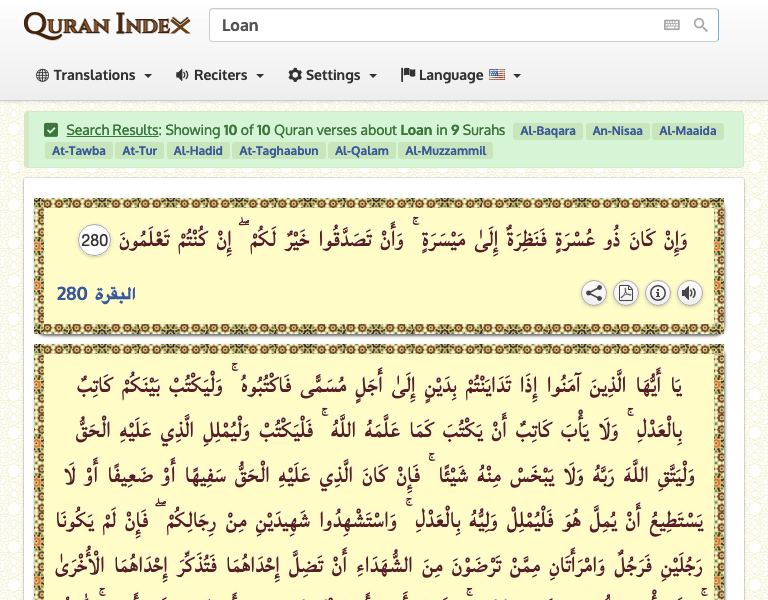 QURAN INDEX
Loan
Translations Reciters Settings Language
Search Results: Showing 10 of 10 Quran verses about Loan in 9 Surahs Al-Baqara An-Nisaa Al-Maaida
At-Tawba At-Tur Al-Hadid At-Taghaabun Al-Qalam Al-Muzzammil
وَإِنْ كَانَ ذُو عُسْرَةٍ فَنَظِرَةٌ إِلَىٰ مَيْسَرَةٍ ۚ وَأَنْ تَصَدَّقُوا خَيْرٌ لَكُمْ ۖ إِنْ كُنْتُمْ تَعْلَمُونَ 280
البقرة 280
يَا أَيُّهَا الَّذِينَ آمَنُوا إِذَا تَدَايَنْتُمْ بِدَيْنٍ إِلَىٰ أَجَلٍ مُسَمًّى فَاكْتُبُوهُ ۚ وَلْيَكْتُبْ بَيْنَكُمْ كَاتِبٌ
بِالْعَدْلِ ۚ وَلَا يَأْبَ كَاتِبٌ أَنْ يَكْتُبَ كَمَا عَلَّمَهُ اللَّهُ ۚ فَلْيَكْتُبْ وَلْيُمْلِلِ الَّذِي عَلَيْهِ الْحَقُّ
وَلْيَتَّقِ اللَّهَ رَبَّهُ وَلَا يَبْخَسْ مِنْهُ شَيْئًا ۚ فَإِنْ كَانَ الَّذِي عَلَيْهِ الْحَقُّ سَفِيهًا أَوْ ضَعِيفًا أَوْ لَا
يَسْتَطِيعُ أَنْ يُمِلَّ هُوَ فَلْيُمْلِلْ وَلِيُّهُ بِالْعَدْلِ ۚ وَاسْتَشْهِدُوا شَهِيدَيْنِ مِنْ رِجَالِكُمْ ۖ فَإِنْ لَمْ يَكُونَا
رَجُلَيْنِ فَرَجُلٌ وَامْرَأَتَانِ مِمَّنْ تَرْضَوْنَ مِنَ الشُّهَدَاءِ أَنْ تَضِلَّ إِحْدَاهُمَا فَتُذَكِّرَ إِحْدَاهُمَا الْأُخْرَىٰ